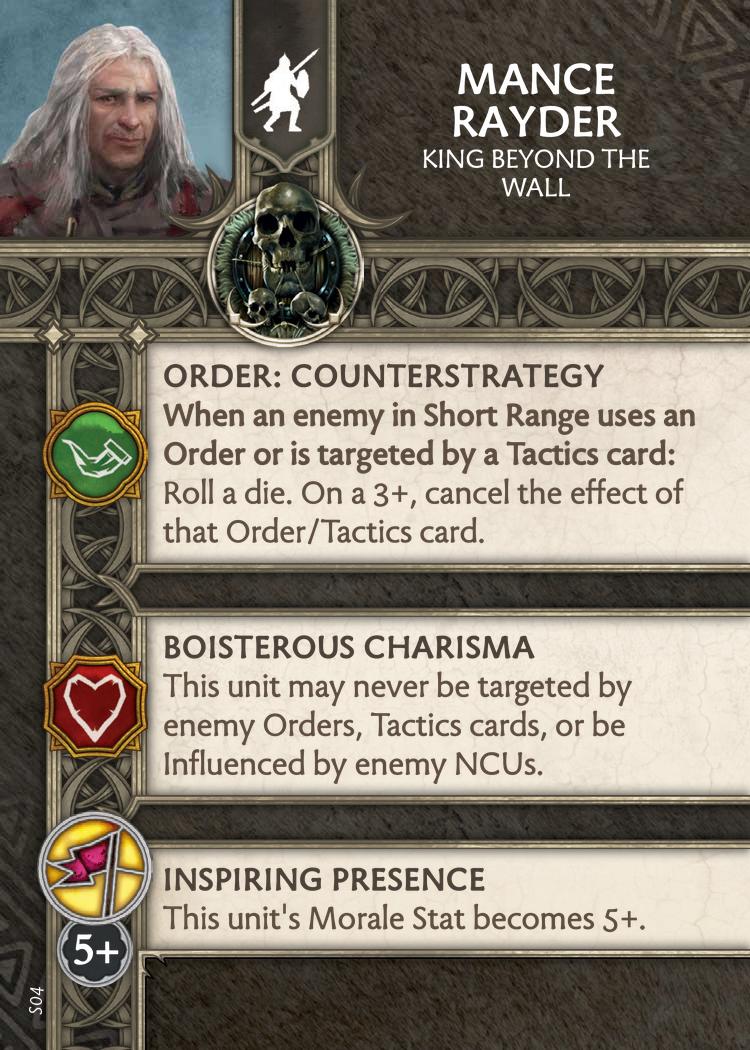 MANCE
RAYDER
KING BEYOND THE
WALL
ORDER: COUNTERSTRATEGY
When an enemy in Short Range uses an
Order or is targeted by a Tactics card:
Roll a die. On a 3+, cancel the effect of
that Order/Tactics card.
BOISTEROUS CHARISMA
This unit may never be targeted by
enemy Orders, Tactics cards, or be
Influenced by enemy NCUs.
INSPIRING PRESENCE
This unit's Morale Stat becomes 5+.
5+
S04